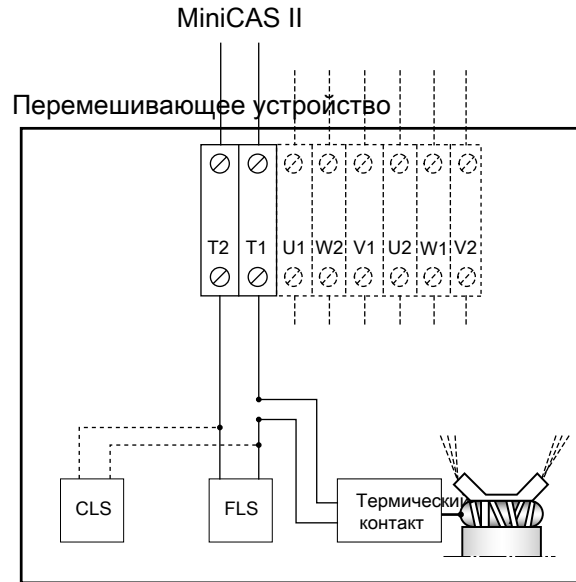 MiniCAS II
Перемешивающее устройство
T2 T1 U1 W2 V1 U2 W1 V2
CLS
FLS
Термический
контакт